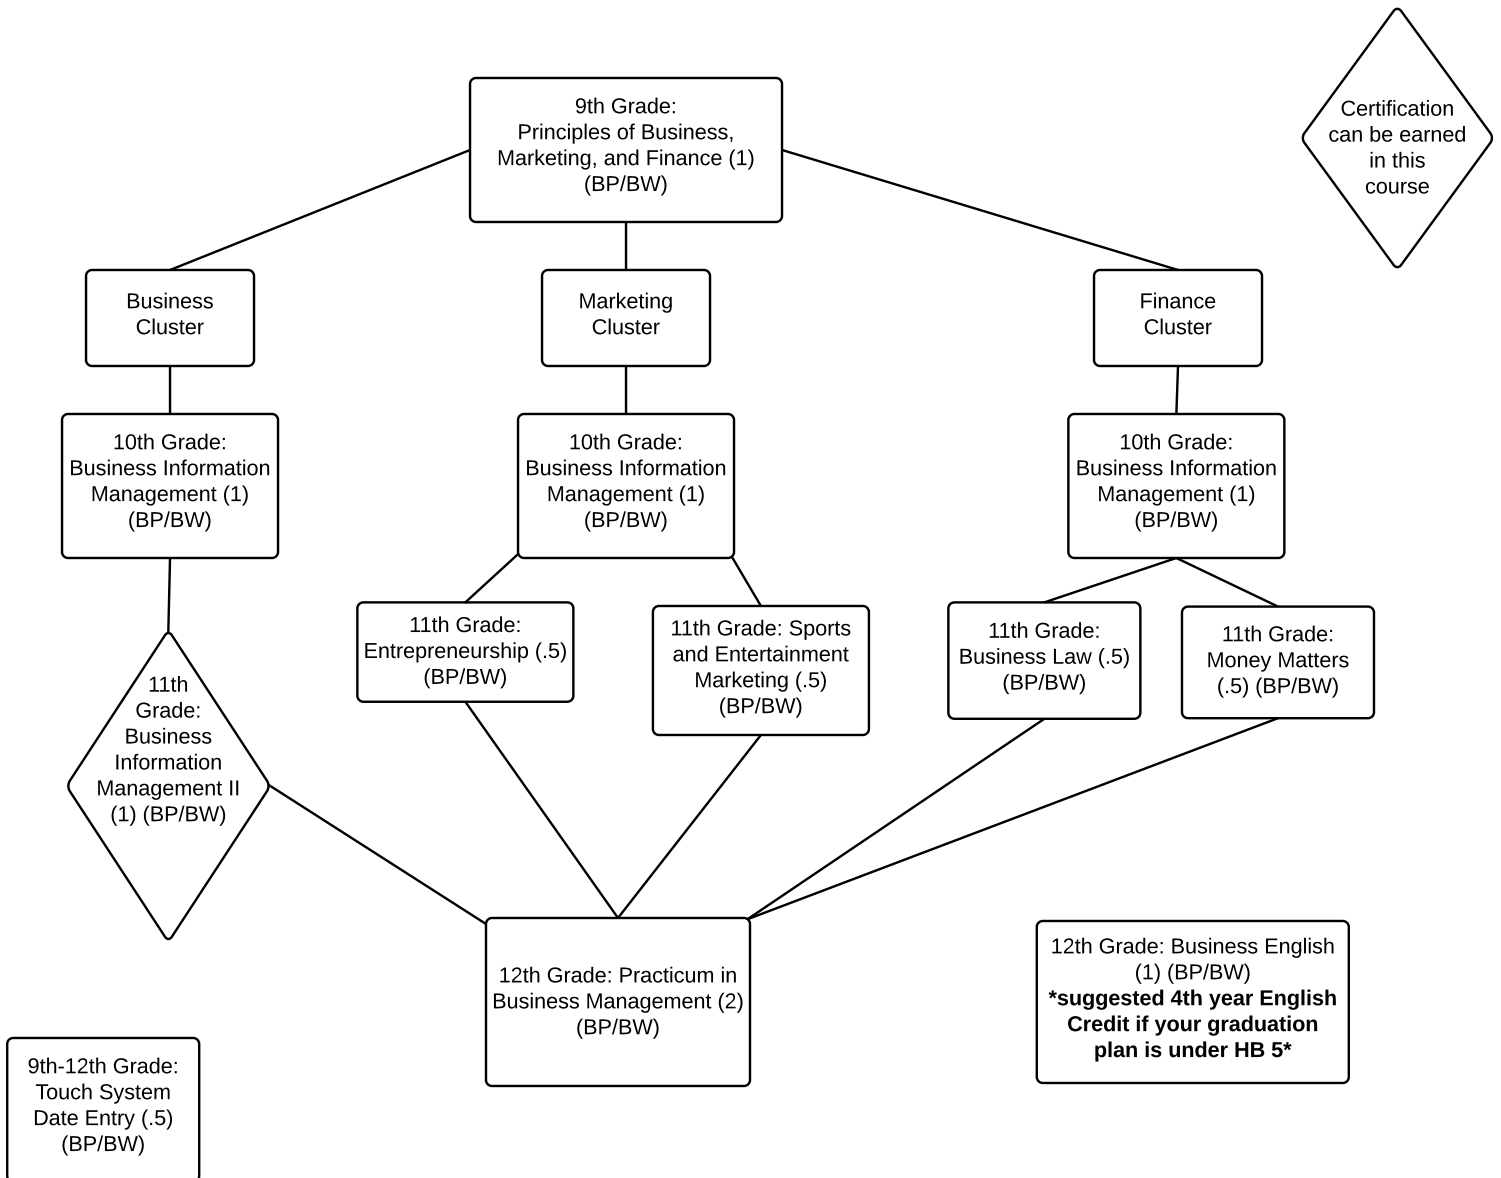 9th Grade:
Principles of Business,
Marketing, and Finance (1)
(BP/BW)
Certification
can be earned
in this
course
Business
Cluster
Marketing
Cluster
Finance
Cluster
10th Grade:
Business Information
Management (1)
(BP/BW)
10th Grade:
Business Information
Management (1)
(BP/BW)
10th Grade:
Business Information
Management (1)
(BP/BW)
11th
Grade:
Business
Information
Management II
(1) (BP/BW)
11th Grade:
Entrepreneurship (.5)
(BP/BW)
11th Grade: Sports
and Entertainment
Marketing (.5)
(BP/BW)
11th Grade:
Business Law (.5)
(BP/BW)
11th Grade:
Money Matters
(.5) (BP/BW)
12th Grade: Practicum in
Business Management (2)
(BP/BW)
12th Grade: Business English
(1) (BP/BW)
*suggested 4th year English
Credit if your graduation
plan is under HB 5*
9th-12th Grade:
Touch System
Date Entry (.5)
(BP/BW)